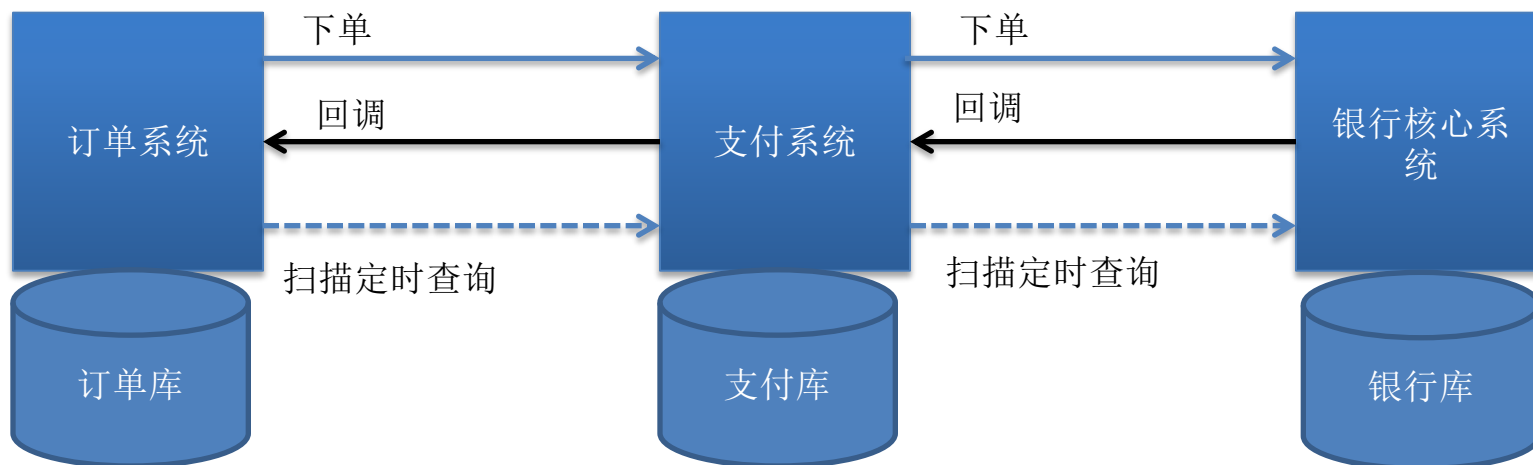 下单
下单
回调
回调
订单系统
支付系统
银行核心系
统
扫描定时查询
扫描定时查询
订单库
支付库
银行库